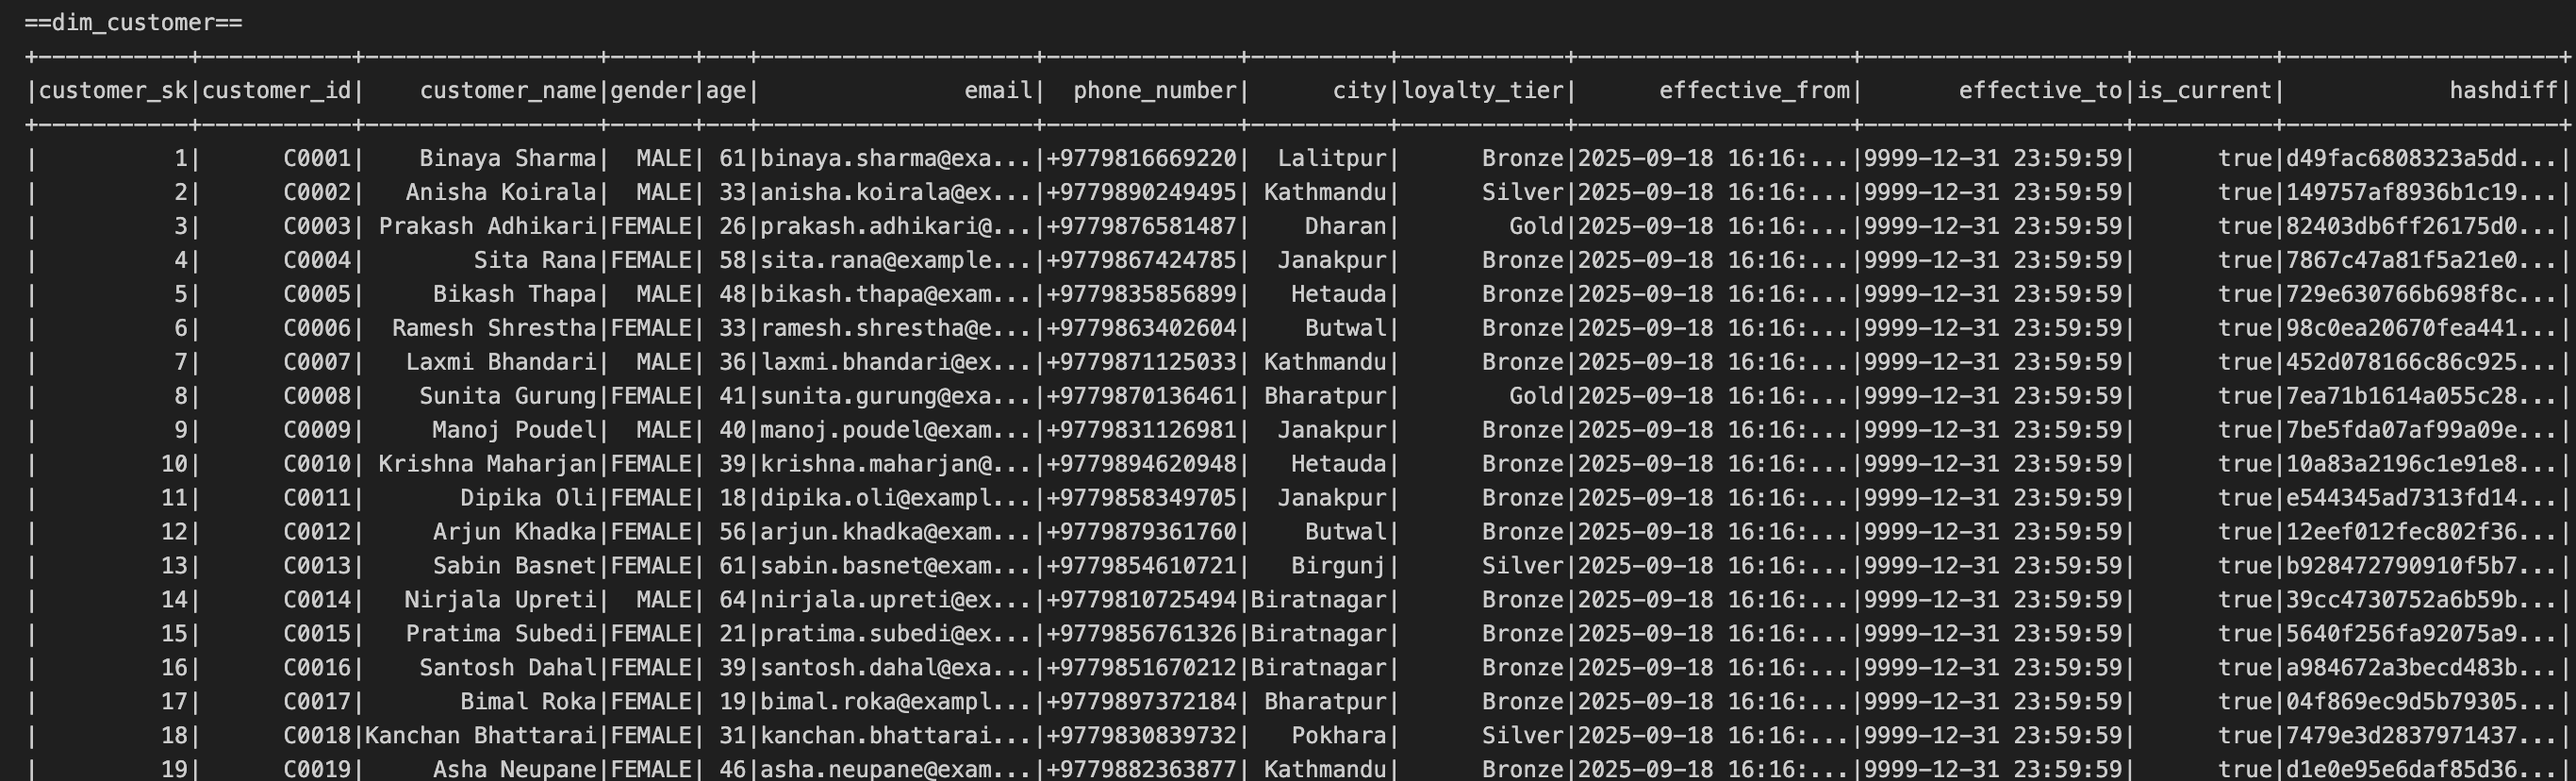 ==dim_customer==
+-----------+-----------+-----------------+------+---+--------------------+-------------+----------+------------+--------------------+-------------------+----------+--------------------+
|customer_sk|customer_id|    customer_name|gender|age|               email| phone_number|      city|loyalty_tier|      effective_from|       effective_to|is_current|            hashdiff|
+-----------+-----------+-----------------+------+---+--------------------+-------------+----------+------------+--------------------+-------------------+----------+--------------------+
|          1|      C0001|    Binaya Sharma|  MALE| 61|binaya.sharma@exa...|+9779816669220|  Lalitpur|      Bronze|2025-09-18 16:16:...|9999-12-31 23:59:59|      true|d49fac6808323a5dd...|
|          2|      C0002|   Anisha Koirala|  MALE| 33|anisha.koirala@ex...|+9779890249495| Kathmandu|      Silver|2025-09-18 16:16:...|9999-12-31 23:59:59|      true|149757af8936b1c19...|
|          3|      C0003| Prakash Adhikari|FEMALE| 26|prakash.adhikari@...|+9779876581487|    Dharan|        Gold|2025-09-18 16:16:...|9999-12-31 23:59:59|      true|82403db6ff26175d0...|
|          4|      C0004|        Sita Rana|FEMALE| 58|sita.rana@example...|+9779867424785|  Janakpur|      Bronze|2025-09-18 16:16:...|9999-12-31 23:59:59|      true|7867c47a81f5a21e0...|
|          5|      C0005|     Bikash Thapa|  MALE| 48|bikash.thapa@exam...|+9779835856899|   Hetauda|      Bronze|2025-09-18 16:16:...|9999-12-31 23:59:59|      true|729e630766b698f8c...|
|          6|      C0006|  Ramesh Shrestha|FEMALE| 33|ramesh.shrestha@e...|+9779863402604|    Butwal|      Bronze|2025-09-18 16:16:...|9999-12-31 23:59:59|      true|98c0ea20670fea441...|
|          7|      C0007|  Laxmi Bhandari|  MALE| 36|laxmi.bhandari@ex...|+9779871125033| Kathmandu|      Bronze|2025-09-18 16:16:...|9999-12-31 23:59:59|      true|452d078166c86c925...|
|          8|      C0008|    Sunita Gurung|FEMALE| 41|sunita.gurung@exa...|+9779870136461| Bharatpur|        Gold|2025-09-18 16:16:...|9999-12-31 23:59:59|      true|7ea71b1614a055c28...|
|          9|      C0009|     Manoj Poudel|  MALE| 40|manoj.poudel@exam...|+9779831126981|  Janakpur|      Bronze|2025-09-18 16:16:...|9999-12-31 23:59:59|      true|7be5fda07af99a09e...|
|         10|      C0010| Krishna Maharjan|FEMALE| 39|krishna.maharjan@...|+9779894620948|   Hetauda|      Bronze|2025-09-18 16:16:...|9999-12-31 23:59:59|      true|10a83a2196c1e91e8...|
|         11|      C0011|       Dipika Oli|FEMALE| 18|dipika.oli@exampl...|+9779858349705|  Janakpur|      Bronze|2025-09-18 16:16:...|9999-12-31 23:59:59|      true|e544345ad7313fd14...|
|         12|      C0012|     Arjun Khadka|FEMALE| 56|arjun.khadka@exam...|+9779879361760|    Butwal|      Bronze|2025-09-18 16:16:...|9999-12-31 23:59:59|      true|12eef012fec802f36...|
|         13|      C0013|     Sabin Basnet|FEMALE| 61|sabin.basnet@exam...|+9779854610721|   Birgunj|      Silver|2025-09-18 16:16:...|9999-12-31 23:59:59|      true|b928472790910f5b7...|
|         14|      C0014|   Nirjala Upreti|  MALE| 64|nirjala.upreti@ex...|+9779810725494|Biratnagar|      Bronze|2025-09-18 16:16:...|9999-12-31 23:59:59|      true|39cc4730752a6b59b...|
|         15|      C0015|   Pratima Subedi|FEMALE| 21|pratima.subedi@ex...|+9779856761326|Biratnagar|      Bronze|2025-09-18 16:16:...|9999-12-31 23:59:59|      true|5640f256fa92075a9...|
|         16|      C0016|    Santosh Dahal|FEMALE| 39|santosh.dahal@exa...|+9779851670212|Biratnagar|      Bronze|2025-09-18 16:16:...|9999-12-31 23:59:59|      true|a984672a3becd483b...|
|         17|      C0017|       Bimal Roka|FEMALE| 19|bimal.roka@exampl...|+9779897372184| Bharatpur|      Bronze|2025-09-18 16:16:...|9999-12-31 23:59:59|      true|04f869ec9d5b79305...|
|         18|      C0018|Kanchan Bhattarai|FEMALE| 31|kanchan.bhattarai...|+9779830839732|   Pokhara|      Silver|2025-09-18 16:16:...|9999-12-31 23:59:59|      true|7479e3d2837971437...|
|         19|      C0019|     Asha Neupane|FEMALE| 46|asha.neupane@exam...|+9779882363877| Kathmandu|      Bronze|2025-09-18 16:16:...|9999-12-31 23:59:59|      true|d1e0e95e6daf85d36...|